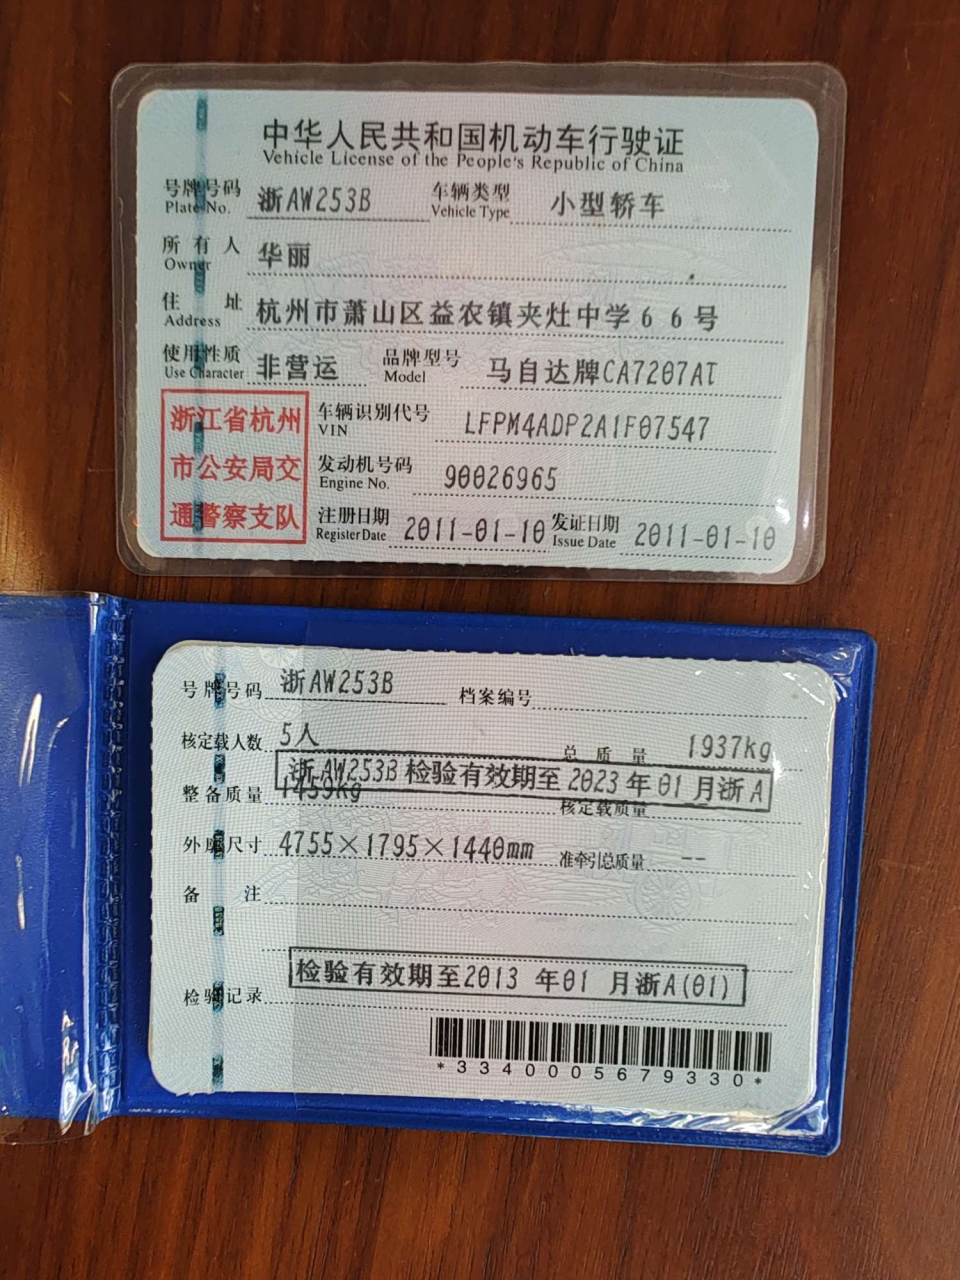 中华人民共和国机动车行驶证
Vehicle License of the People's Republic of China
号牌号码 浙AW253B 车辆类型 小型轿车
Plate No. Vehicle Type
所有人 华丽
Owner
住址 杭州市萧山区益农镇夹灶中学66号
Address
使用性质 非营运 品牌型号 马自达牌CA7207AT
Use Character Model
浙江省杭州
市公安局交
通警察支队
车辆识别代号 LFPM4ADP2A1F07547
VIN
发动机号码 90026965
Engine No.
注册日期 2011-01-10 发证日期 2011-01-10
Register Date Issue Date
号牌号码 浙AW253B 档案编号
核定载人数 5人 总质量 1937kg
浙AW253B 检验有效期至 2023 年 01 月浙A
整备质量 1459kg 核定载质量
外廓尺寸 4755×1795×1440mm 准牵引总质量 --
备注
检验有效期至2013 年01 月浙A(01)
检验记录
*3340005679330*